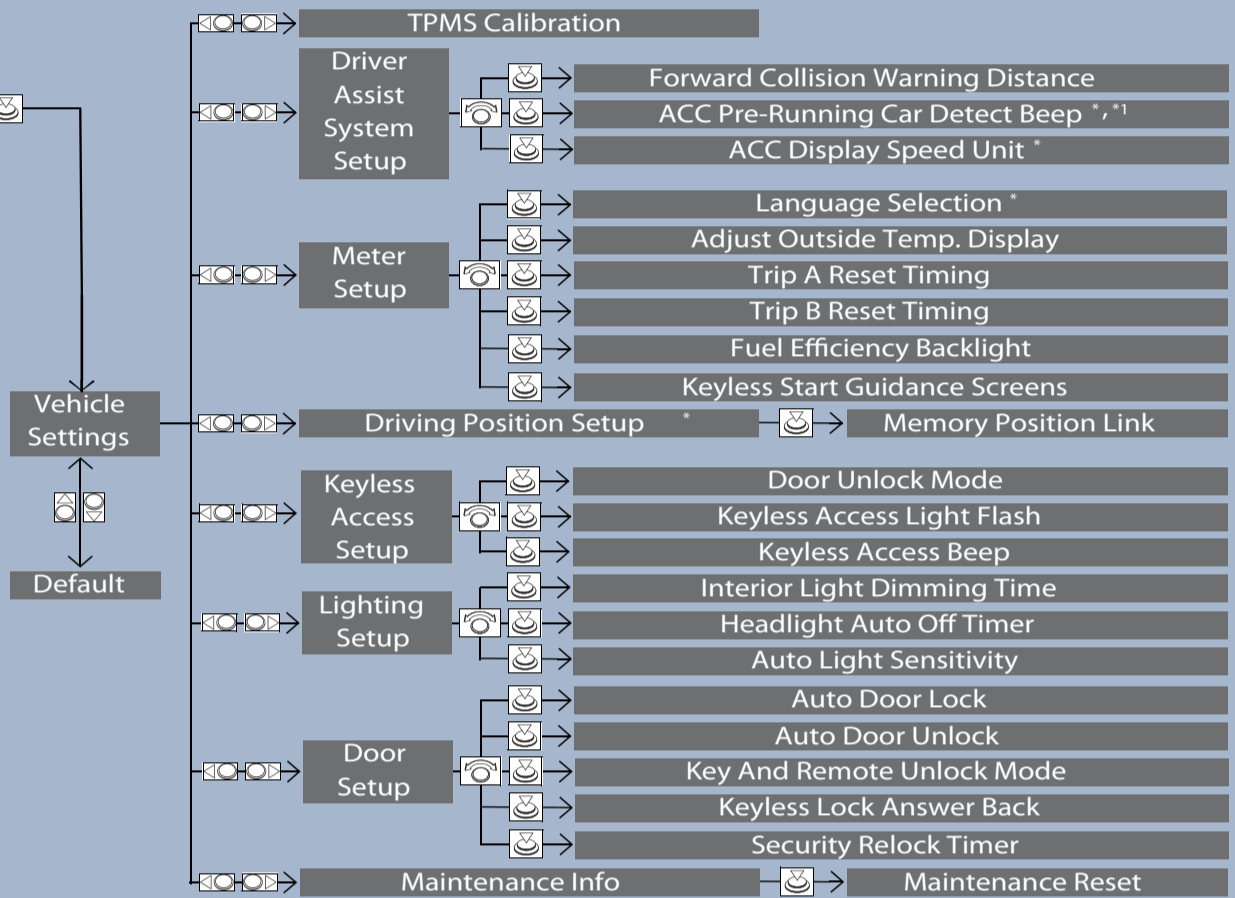 TPMS Calibration
Driver
Assist
System
Setup
Forward Collision Warning Distance
ACC Pre-Running Car Detect Beep *, *1
ACC Display Speed Unit *
Meter
Setup
Language Selection *
Adjust Outside Temp. Display
Trip A Reset Timing
Trip B Reset Timing
Fuel Efficiency Backlight
Keyless Start Guidance Screens
Vehicle
Settings
Default
Driving Position Setup *
Memory Position Link
Keyless
Access
Setup
Door Unlock Mode
Keyless Access Light Flash
Keyless Access Beep
Lighting
Setup
Interior Light Dimming Time
Headlight Auto Off Timer
Auto Light Sensitivity
Door
Setup
Auto Door Lock
Auto Door Unlock
Key And Remote Unlock Mode
Keyless Lock Answer Back
Security Relock Timer
Maintenance Info
Maintenance Reset